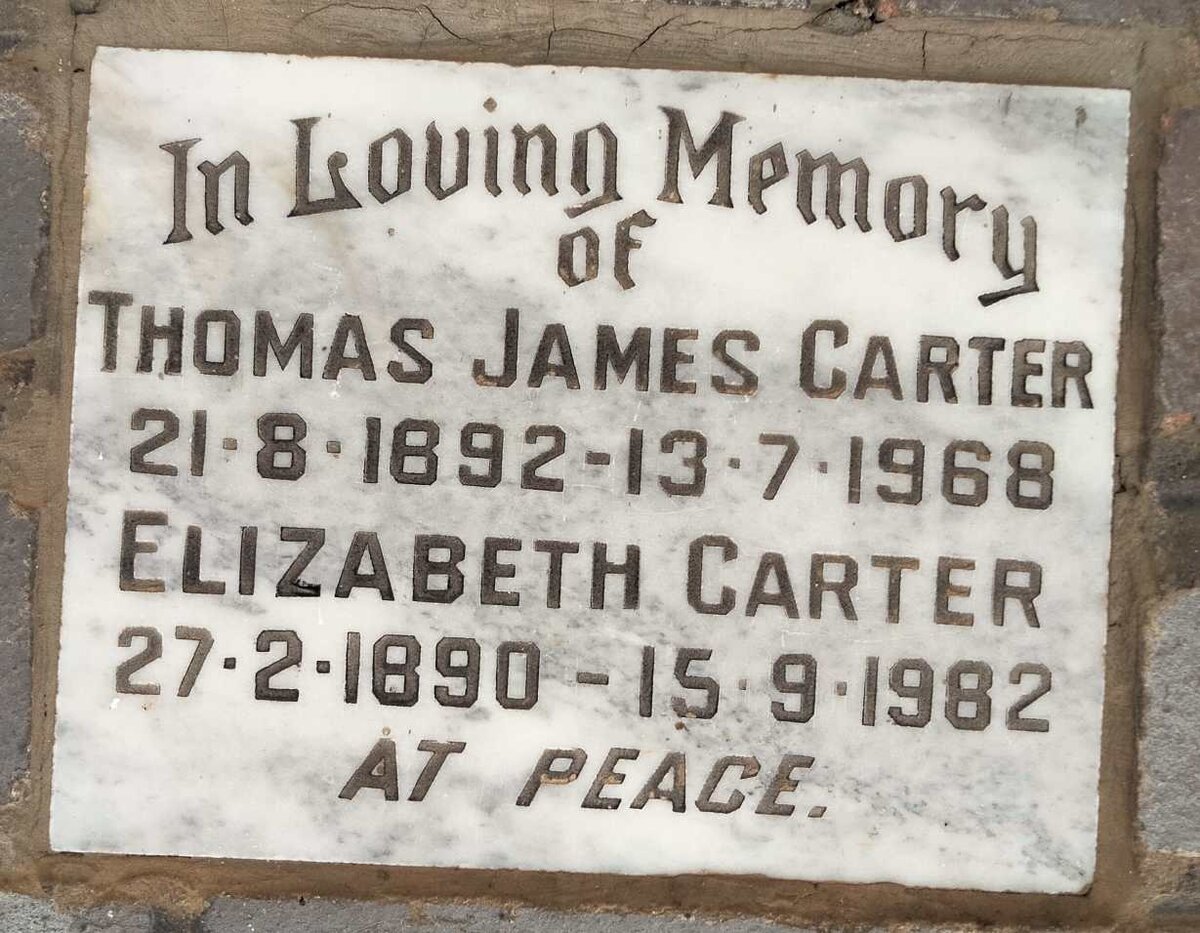 In Loving Memory
of
THOMAS JAMES CARTER
21·8·1892-13·7·1968
ELIZABETH CARTER
27·2·1890-15·9·1982
AT PEACE.